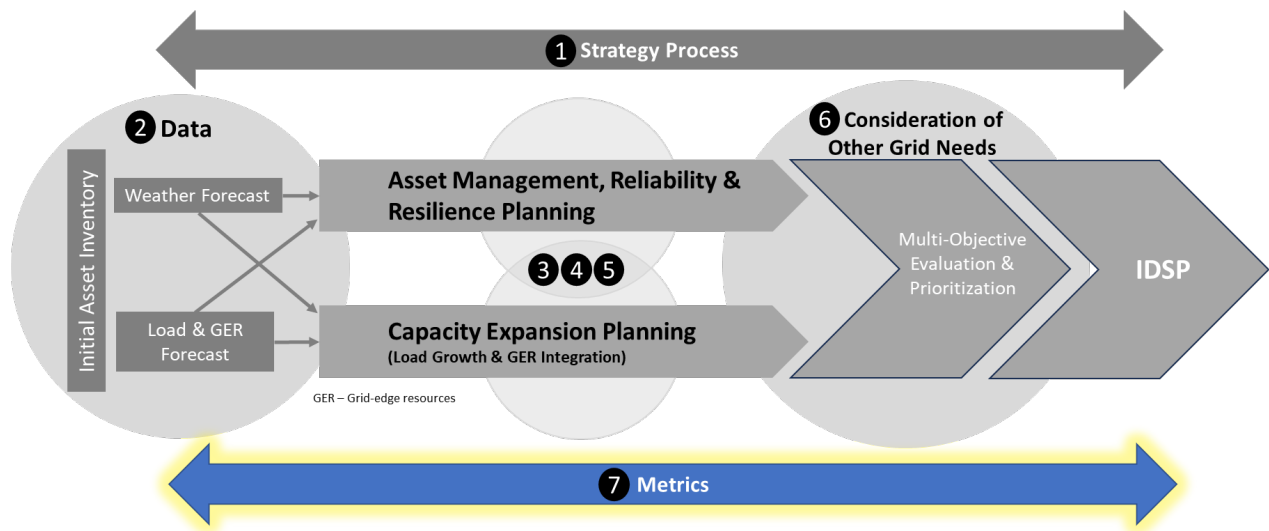 1 Strategy Process
2 Data
6 Consideration of
Other Grid Needs
Initial Asset Inventory
Weather Forecast
Load & GER
Forecast
Asset Management, Reliability &
Resilience Planning
3 4 5
Capacity Expansion Planning
(Load Growth & GER Integration)
GER – Grid-edge resources
Multi-Objective
Evaluation &
Prioritization
IDSP
7 Metrics